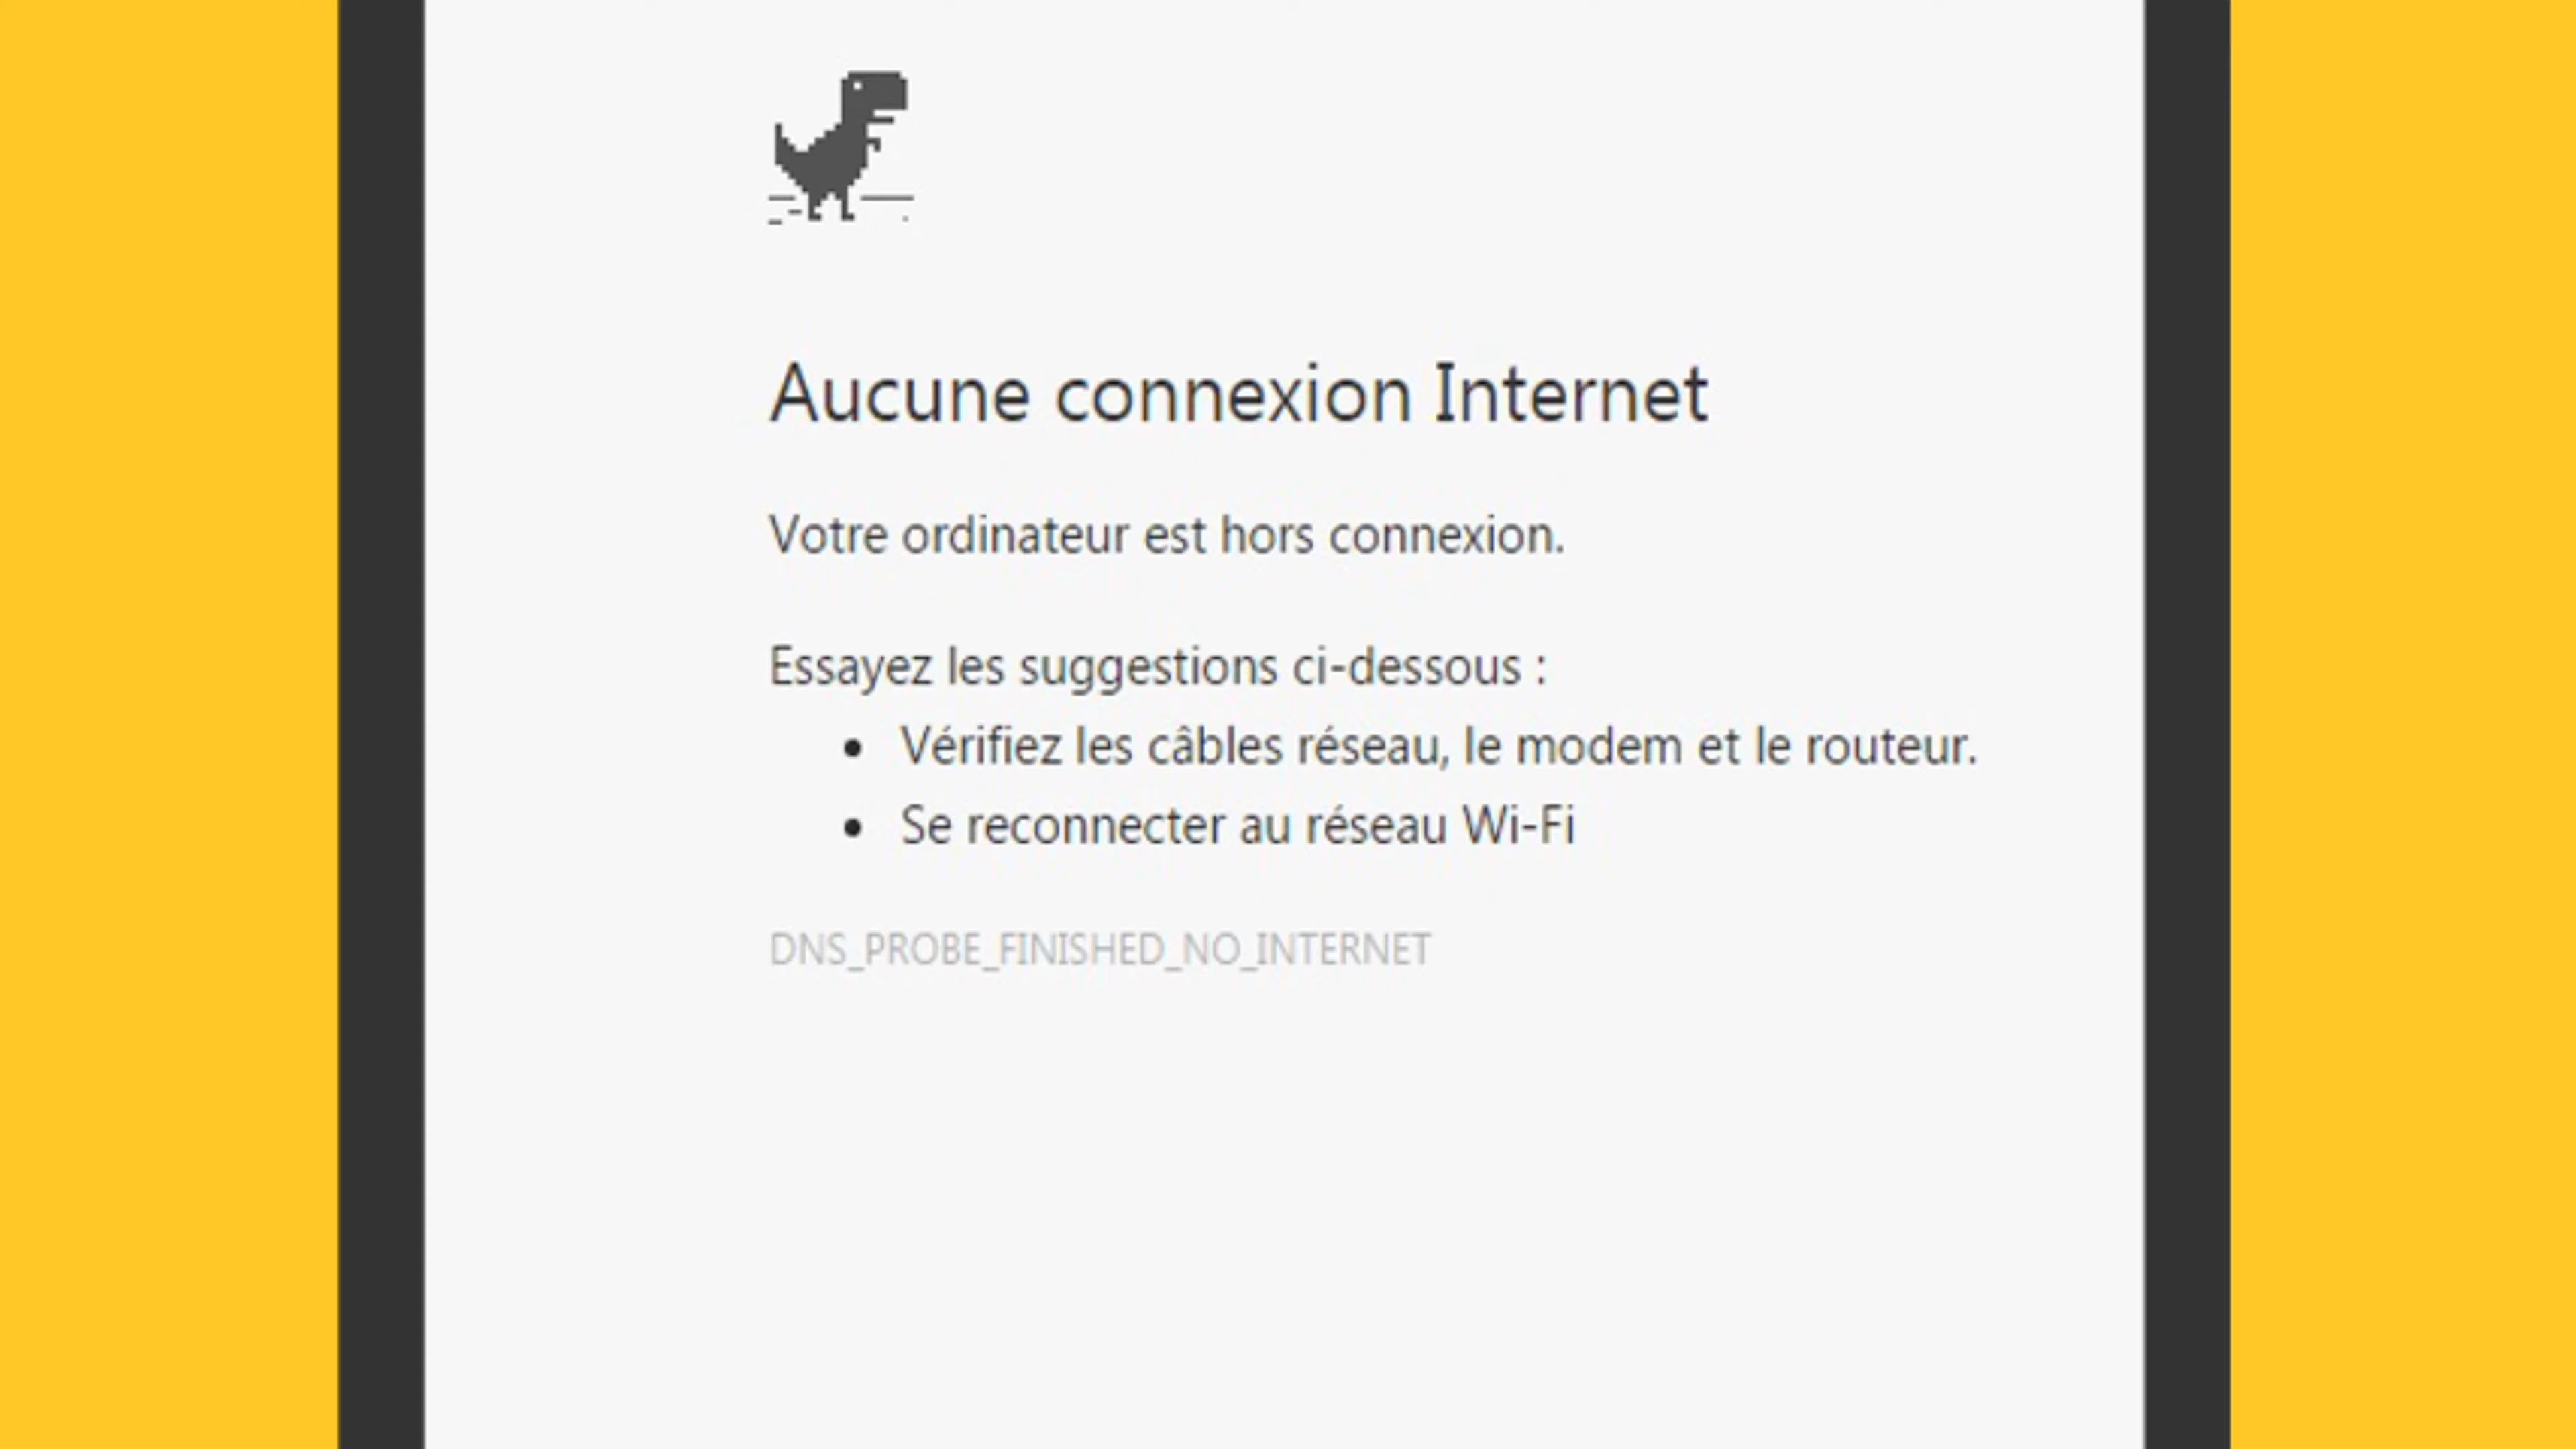 Aucune connexion Internet
Votre ordinateur est hors connexion.
Essayez les suggestions ci-dessous :
Vérifiez les câbles réseau, le modem et le routeur.
Se reconnecter au réseau Wi-Fi
DNS_PROBE_FINISHED_NO_INTERNET